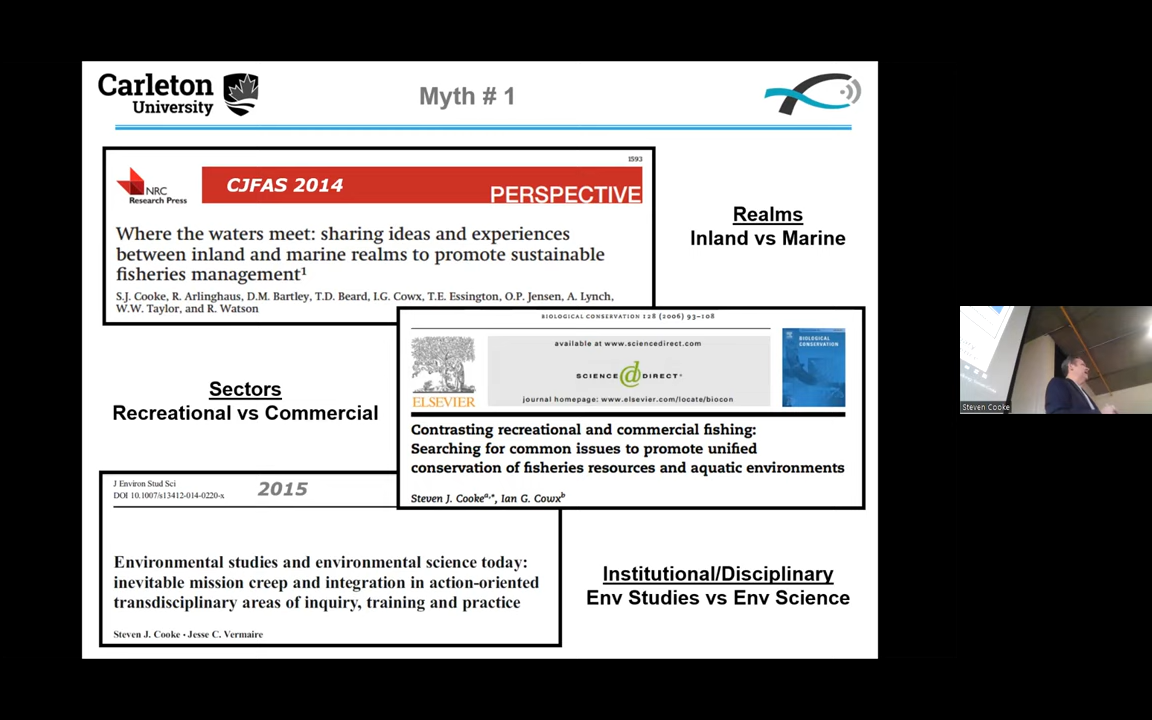 Carleton
University
Myth # 1
1593
NRC
Research Press
CJFAS 2014
PERSPECTIVE
Where the waters meet: sharing ideas and experiences
between inland and marine realms to promote sustainable
fisheries management¹
S.J. Cooke, R. Arlinghaus, D.M. Bartley, T.D. Beard, I.G. Cowx, T.E. Essington, O.P. Jensen, A. Lynch,
W.W. Taylor, and R. Watson
Realms
Inland vs Marine
BIOLOGICAL CONSERVATION 128 (2006) 93–108
available at www.sciencedirect.com
SCIENCE @ DIRECT®
journal homepage: www.elsevier.com/locate/biocon
ELSEVIER
BIOLOGICAL
CONSERVATION
Contrasting recreational and commercial fishing:
Searching for common issues to promote unified
conservation of fisheries resources and aquatic environments
Steven J. Cookeᵃ,*, Ian G. Cowxᵇ
Sectors
Recreational vs Commercial
J Environ Stud Sci
DOI 10.1007/s13412-014-0220-x
2015
Environmental studies and environmental science today:
inevitable mission creep and integration in action-oriented
transdisciplinary areas of inquiry, training and practice
Steven J. Cooke · Jesse C. Vermaire
Institutional/Disciplinary
Env Studies vs Env Science
Steven Cooke